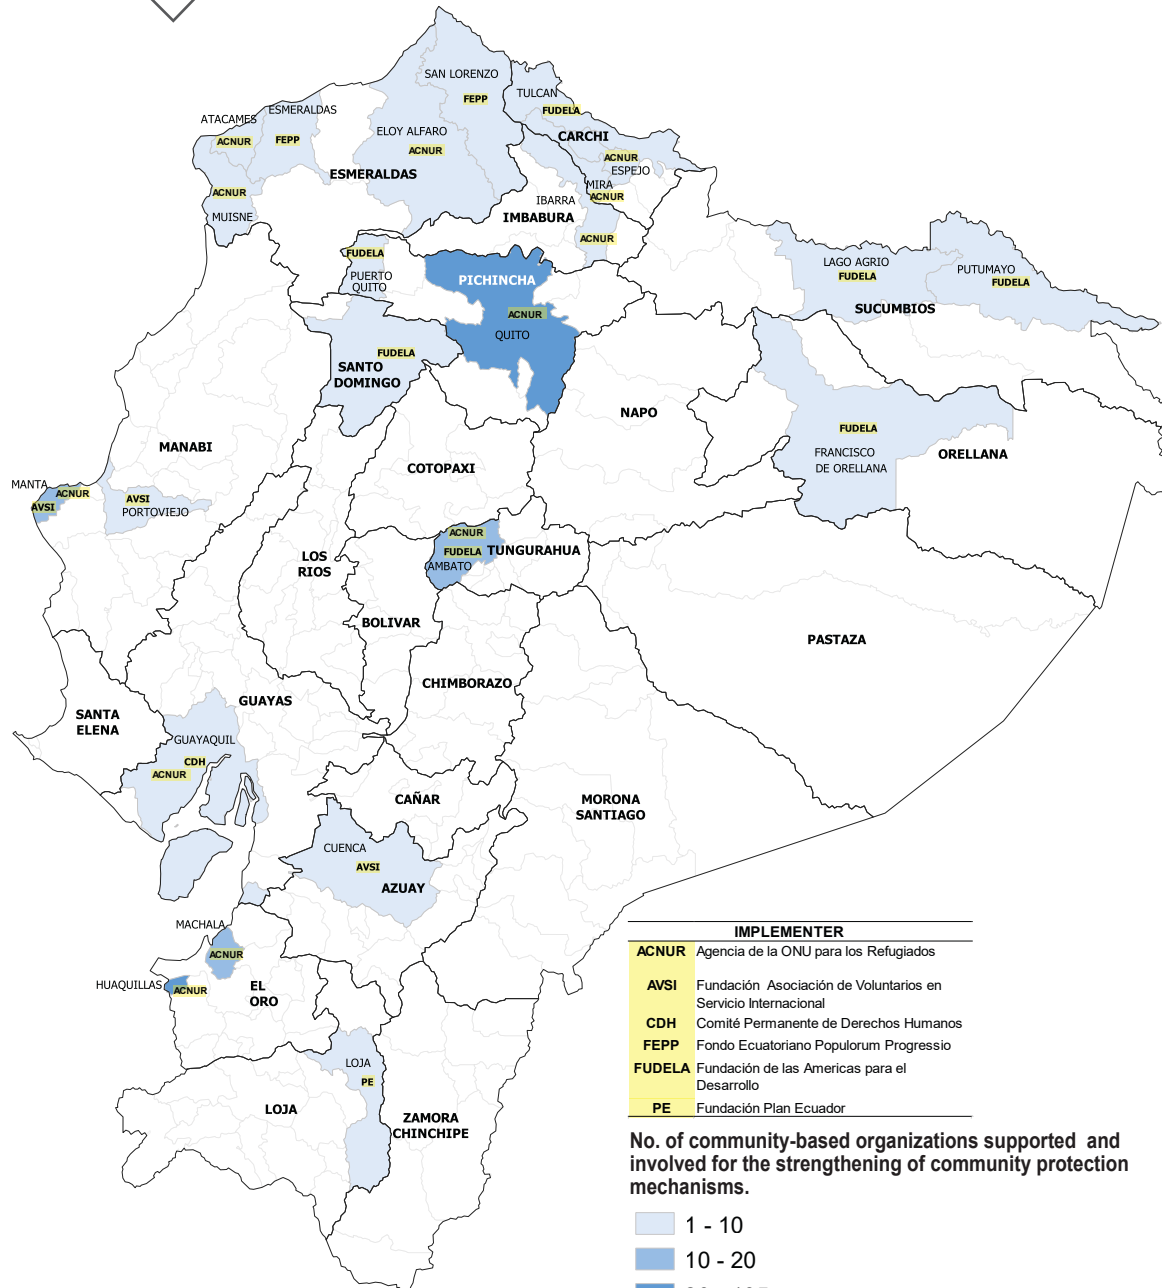 SAN LORENZO
FEPP
TULCAN
FUDELA
CARCHI
ESMERALDAS
ATACAMES
ACNUR
FEPP
ELOY ALFARO
ACNUR
ESMERALDAS
ACNUR
ESPEJO
MIRA
ACNUR
IBARRA
IMBABURA
ACNUR
ACNUR
MUISNE
FUDELA
PUERTO
QUITO
PICHINCHA
ACNUR
QUITO
LAGO AGRIO
FUDELA
PUTUMAYO
FUDELA
SUCUMBIOS
FUDELA
SANTO
DOMINGO
NAPO
FUDELA
FRANCISCO
DE ORELLANA
ORELLANA
MANABI
COTOPAXI
MANTA
ACNUR
AVSI
AVSI
PORTOVIEJO
ACNUR
FUDELA
AMBATO
TUNGURAHUA
LOS
RIOS
BOLIVAR
PASTAZA
CHIMBORAZO
GUAYAS
SANTA
ELENA
GUAYAQUIL
CDH
ACNUR
CAÑAR
MORONA
SANTIAGO
CUENCA
AVSI
AZUAY
MACHALA
ACNUR
HUAQUILLAS
ACNUR
EL
ORO
LOJA
PE
LOJA
ZAMORA
CHINCHIPE
IMPLEMENTER
ACNUR Agencia de la ONU para los Refugiados
AVSI Fundación Asociación de Voluntarios en
Servicio Internacional
CDH Comité Permanente de Derechos Humanos
FEPP Fondo Ecuatoriano Populorum Progressio
FUDELA Fundación de las Americas para el
Desarrollo
PE Fundación Plan Ecuador
No. of community-based organizations supported and
involved for the strengthening of community protection
mechanisms.
1 - 10
10 - 20